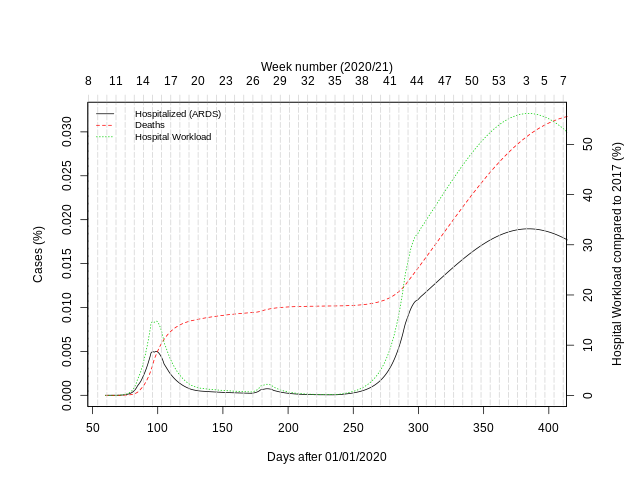 Week number (2020/21)
8 11 14 17 20 23 26 29 32 35 38 41 44 47 50 53 3 5 7
Hospitalized (ARDS)
Deaths
Hospital Workload
Cases (%)
0.000 0.005 0.010 0.015 0.020 0.025 0.030
Hospital Workload compared to 2017 (%)
0 10 20 30 40 50
50 100 150 200 250 300 350 400
Days after 01/01/2020